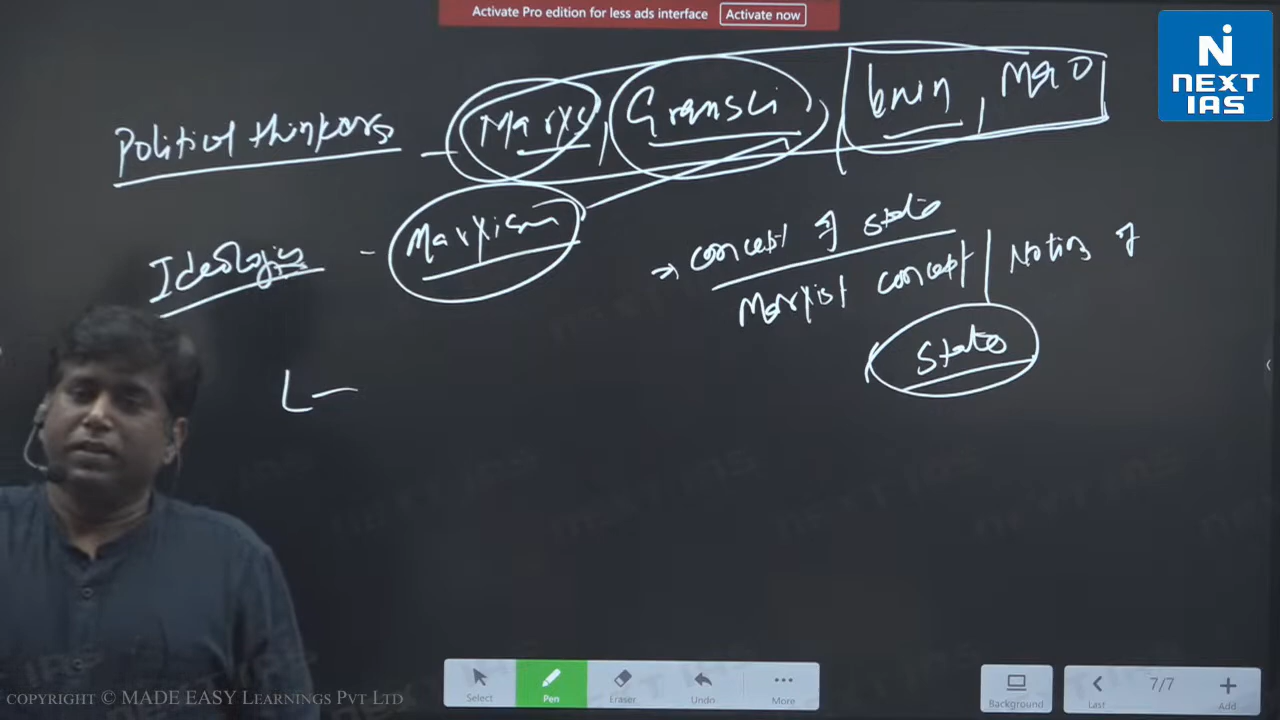 Activate Pro edition for less ads interface Activate now
NEXT
IAS
Political thinkers - Marxs, Gramsci, Lenin, Mao
Ideologies - Marxism
→ concept of state
Marxist concept | Notion of
state
Select Pen Eraser Undo More
Background Last 7/7 Add
COPYRIGHT © MADE EASY LEARNINGS PVT LTD